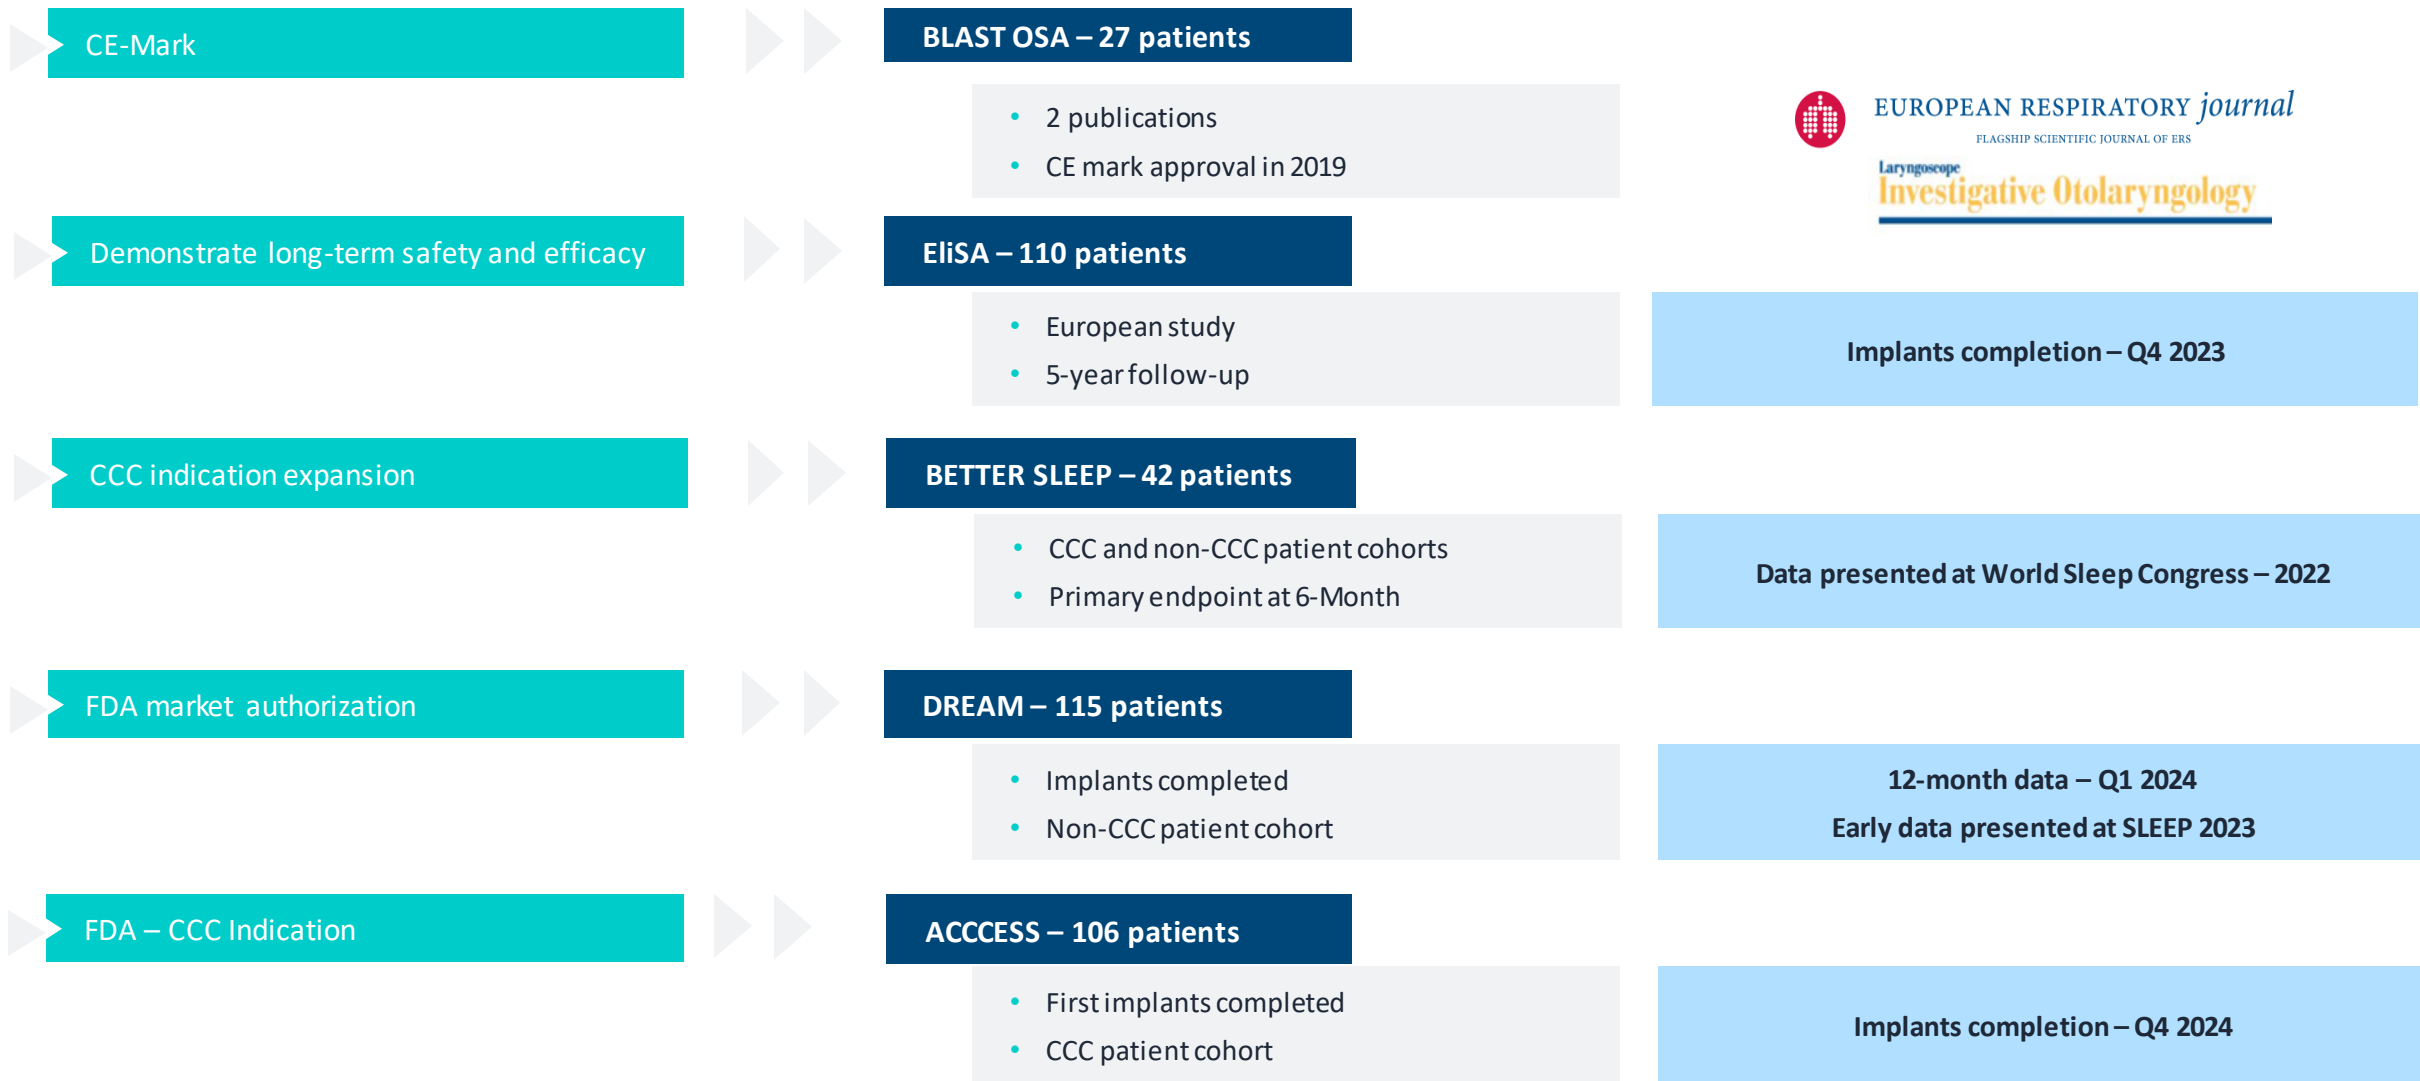 CE-Mark
BLAST OSA – 27 patients
• 2 publications
• CE mark approval in 2019
EUROPEAN RESPIRATORY journal
FLAGSHIP SCIENTIFIC JOURNAL OF ERS
Laryngoscope
Investigative Otolaryngology
Demonstrate long-term safety and efficacy
EliSA – 110 patients
• European study
• 5-year follow-up
Implants completion – Q4 2023
CCC indication expansion
BETTER SLEEP – 42 patients
• CCC and non-CCC patient cohorts
• Primary endpoint at 6-Month
Data presented at World Sleep Congress – 2022
FDA market authorization
DREAM – 115 patients
• Implants completed
• Non-CCC patient cohort
12-month data – Q1 2024
Early data presented at SLEEP 2023
FDA – CCC Indication
ACCCESS – 106 patients
• First implants completed
• CCC patient cohort
Implants completion – Q4 2024